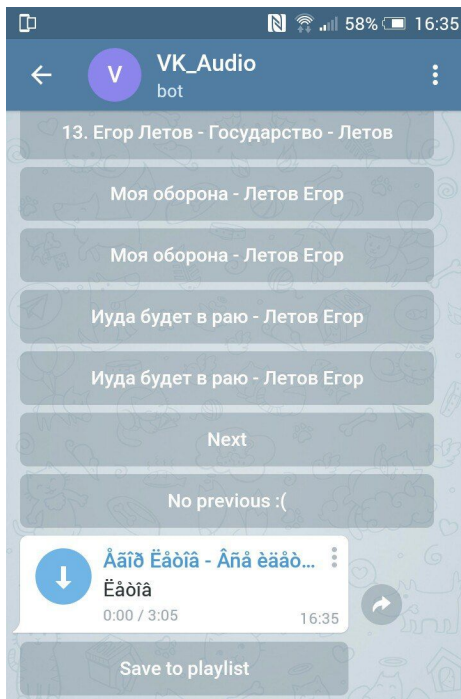 58% 16:35
V
VK_Audio
bot
13. Егор Летов - Государство - Летов
Моя оборона - Летов Егор
Моя оборона - Летов Егор
Иуда будет в раю - Летов Егор
Иуда будет в раю - Летов Егор
Next
No previous :(
Åãîð Ëåòîâ - Âñå èäåò...
Ëåòîâ
0:00 / 3:05 16:35
Save to playlist